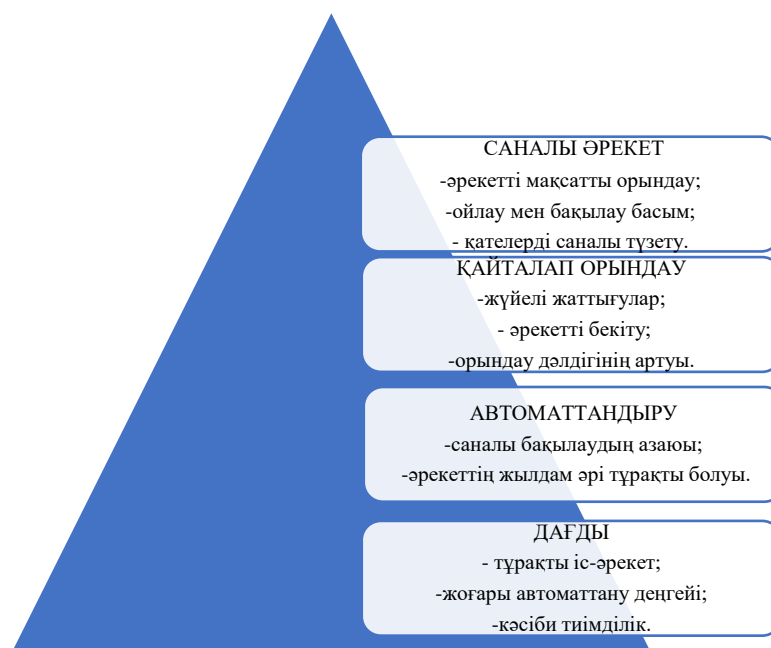 САНАЛЫ ӘРЕКЕТ
-әрекетті мақсатты орындау;
-ойлау мен бақылау басым;
- қателерді саналы түзету.
ҚАЙТАЛАП ОРЫНДАУ
-жүйелі жаттығулар;
- әрекетті бекіту;
-орындау дәлдігінің артуы.
АВТОМАТТАНДЫРУ
-саналы бақылаудың азаюы;
-әрекеттің жылдам әрі тұрақты болуы.
ДАҒДЫ
- тұрақты іс-әрекет;
-жоғары автоматтану деңгейі;
-кәсіби тиімділік.